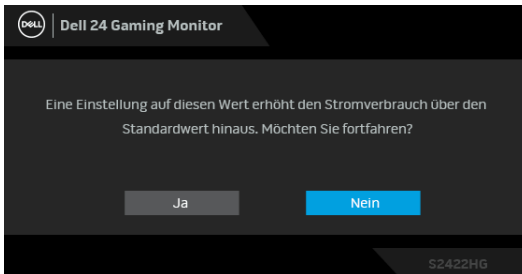 DELL
Dell 24 Gaming Monitor
Eine Einstellung auf diesen Wert erhöht den Stromverbrauch über den
Standardwert hinaus. Möchten Sie fortfahren?
Ja
Nein
S2422HG